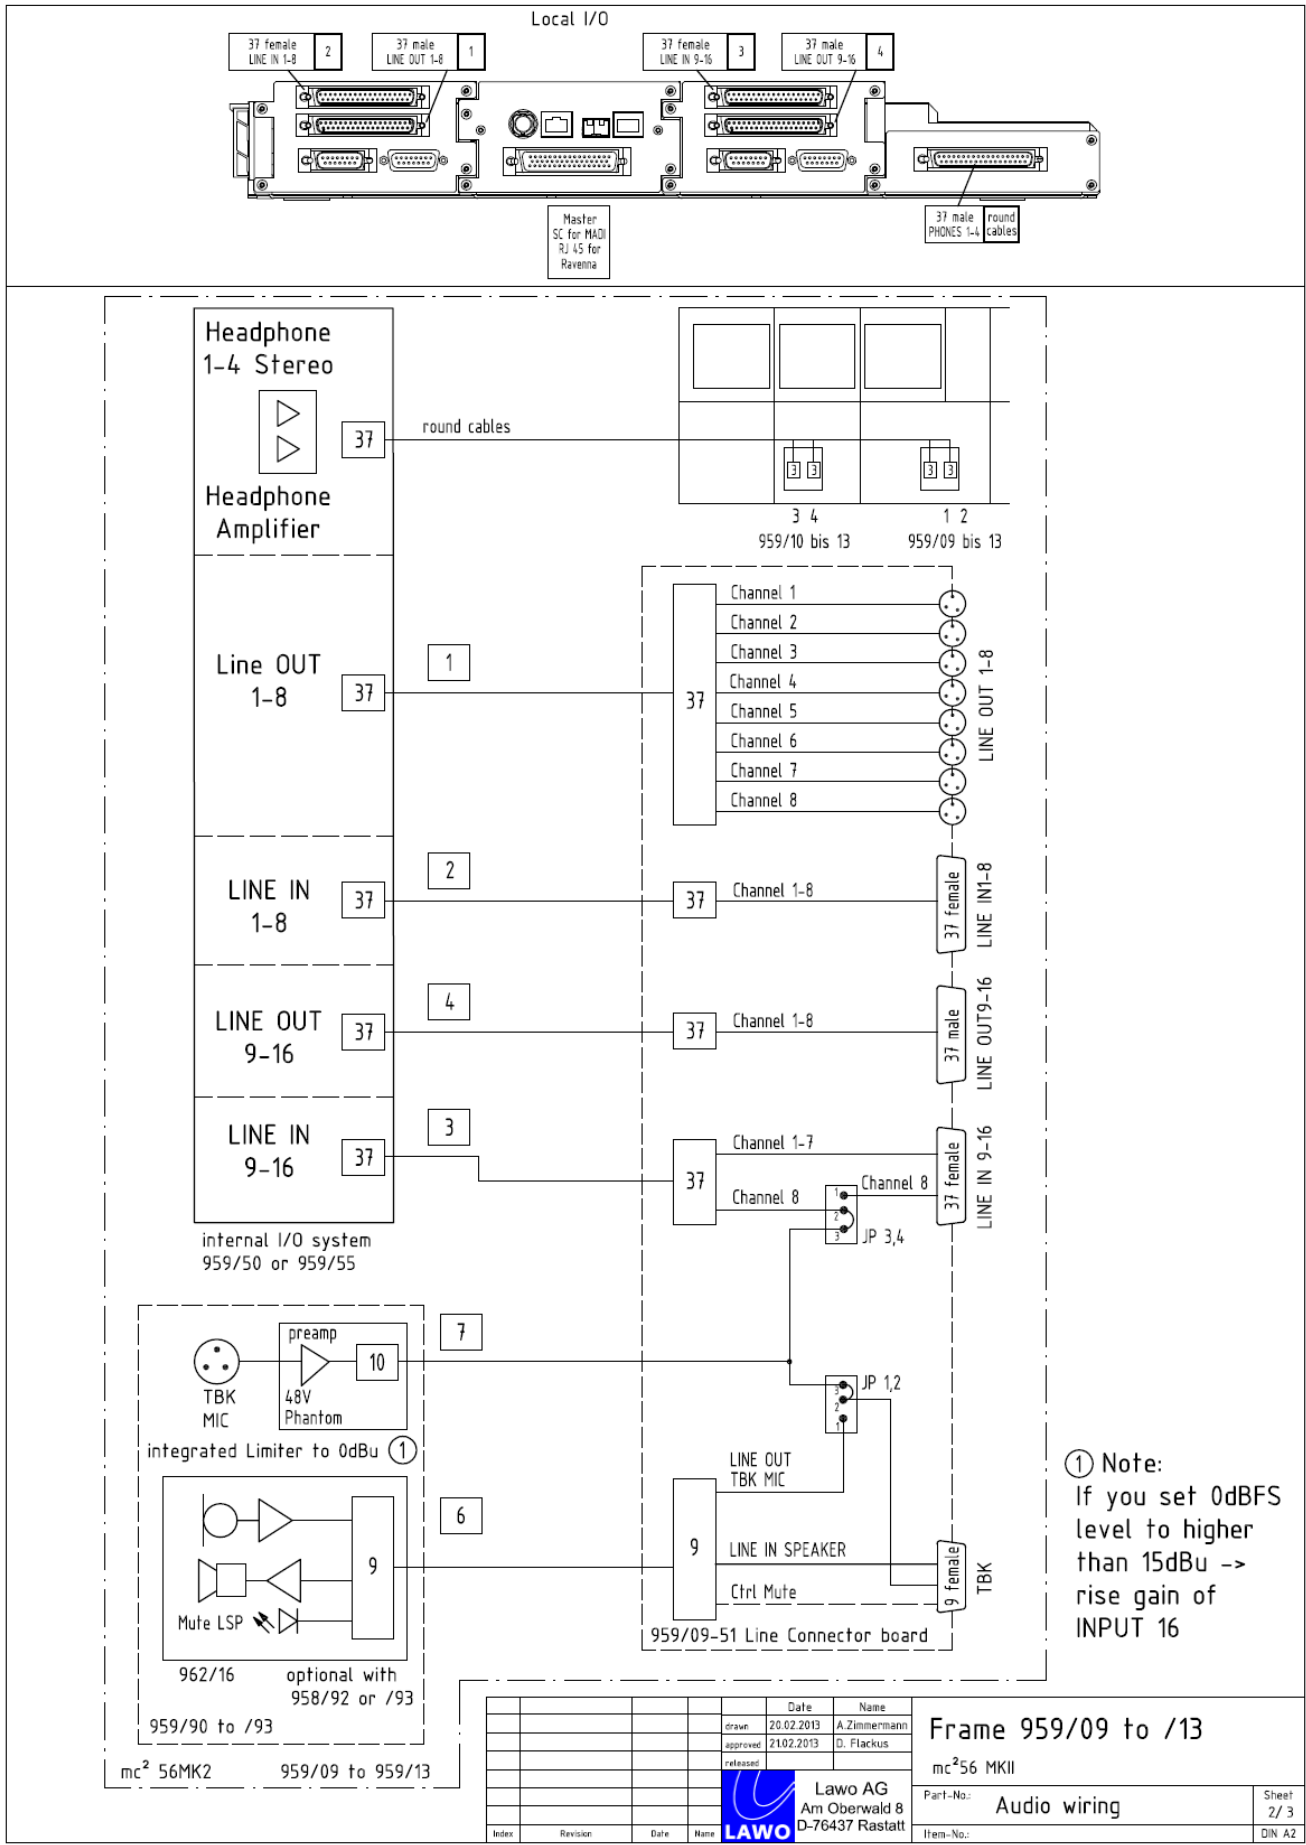 Local I/O
37 female
LINE IN 1-8
2
37 male
LINE OUT 1-8
1
37 female
LINE IN 9-16
3
37 male
LINE OUT 9-16
4
Master
SC for MADI
RJ 45 for
Ravenna
37 male
PHONES 1-4
round
cables
Headphone
1-4 Stereo
37
round cables
Headphone
Amplifier
3 3
3 3
3 4
1 2
959/10 bis 13
959/09 bis 13
Line OUT
1-8
37
1
37
Channel 1
Channel 2
Channel 3
Channel 4
Channel 5
Channel 6
Channel 7
Channel 8
LINE OUT 1-8
LINE IN
1-8
37
2
37
Channel 1-8
37 female
LINE IN1-8
LINE OUT
9-16
37
4
37
Channel 1-8
37 male
LINE OUT9-16
LINE IN
9-16
37
3
37
Channel 1-7
Channel 8
Channel 8
1
2
3
JP 3,4
37 female
LINE IN 9-16
internal I/O system
959/50 or 959/55
TBK
MIC
preamp
10
48V
Phantom
7
integrated Limiter to 0dBu 1
3
2
1
JP 1,2
LINE OUT
TBK MIC
9
6
9
LINE IN SPEAKER
Ctrl Mute
9 female
TBK
Mute LSP
959/09-51 Line Connector board
962/16
optional with
958/92 or /93
959/90 to /93
mc² 56MK2
959/09 to 959/13
1 Note:
If you set 0dBFS
level to higher
than 15dBu ->
rise gain of
INPUT 16
Date Name
drawn 20.02.2013 A.Zimmermann
approved 21.02.2013 D. Flackus
released
Index Revision Date Name
LAWO
Lawo AG
Am Oberwald 8
D-76437 Rastatt
Frame 959/09 to /13
mc²56 MKII
Part-No.:
Audio wiring
Sheet
2/ 3
Item-No.:
DIN A2